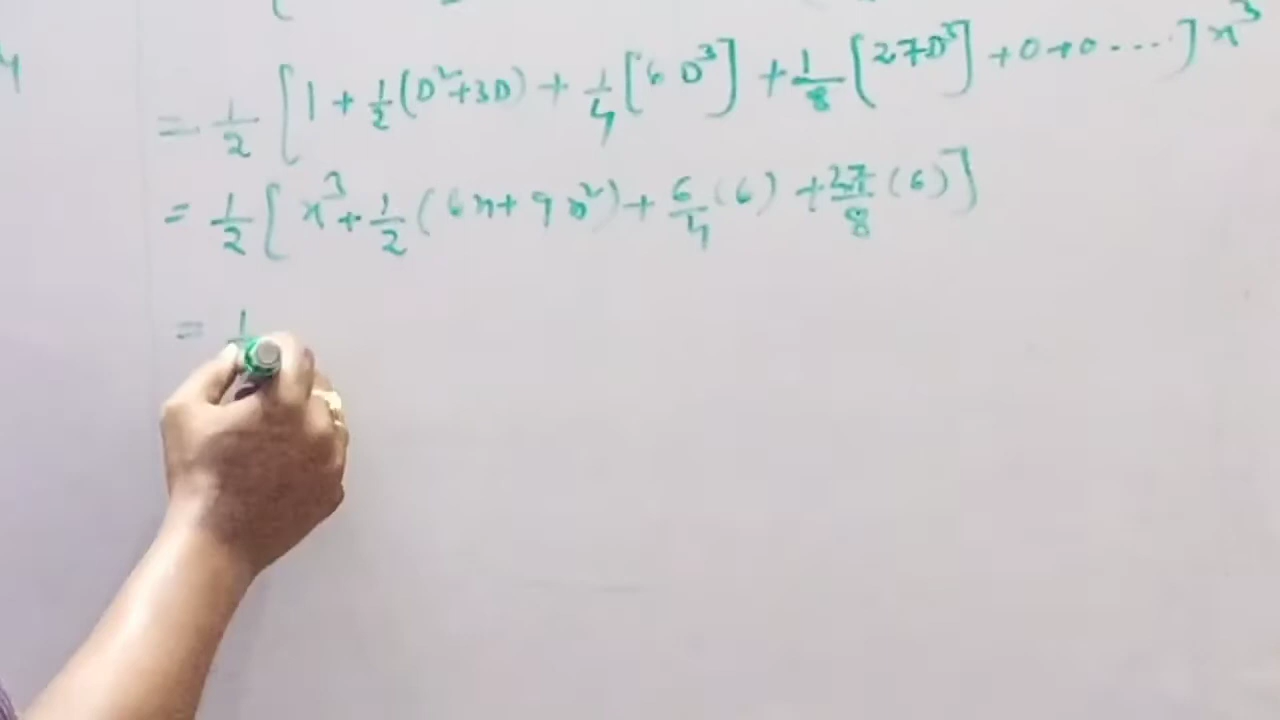 = 1/2 [1 + 1/2 (D²+3D) + 1/4 [6D³] + 1/8 [27D³] + 0+0....] x³
= 1/2 [x³ + 1/2 (6x + 9x²) + 6/4 (6) + 27/8 (6)]
= 1